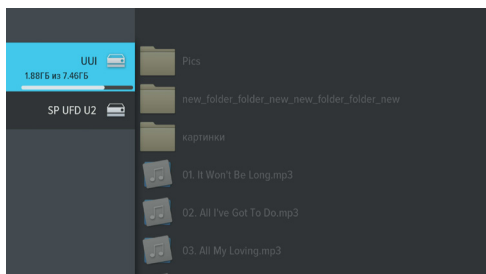 UUI
1.88ГБ из 7.46ГБ
SP UFD U2
Pics
new_folder_folder_new_new_folder_folder_new
картинки
01. It Won't Be Long.mp3
02. All I've Got To Do.mp3
03. All My Loving.mp3